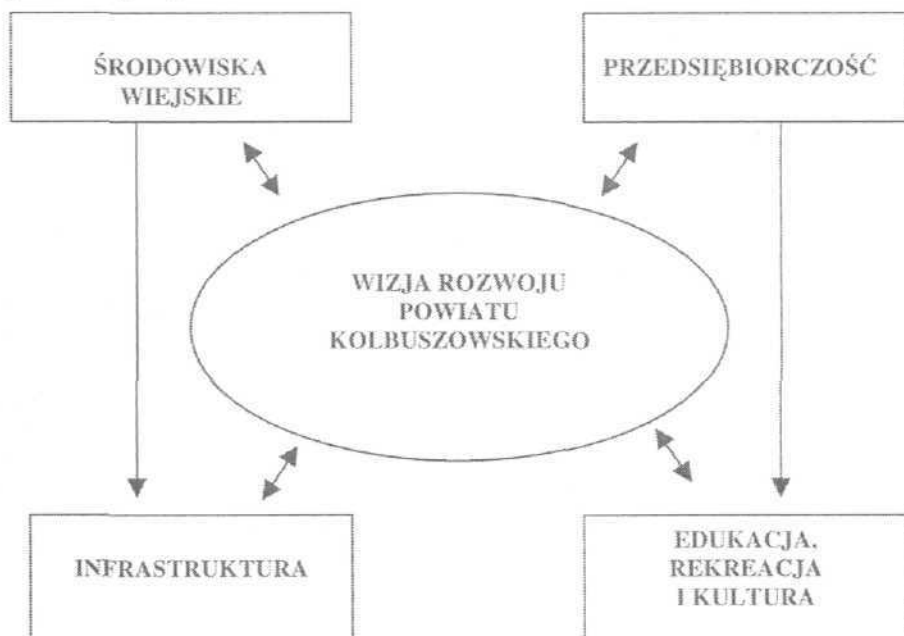 ŚRODOWISKA
WIEJSKIE
PRZEDSIĘBIORCZOŚĆ
WIZJA ROZWOJU
POWIATU
KOLBUSZOWSKIEGO
INFRASTRUKTURA
EDUKACJA,
REKREACJA
I KULTURA